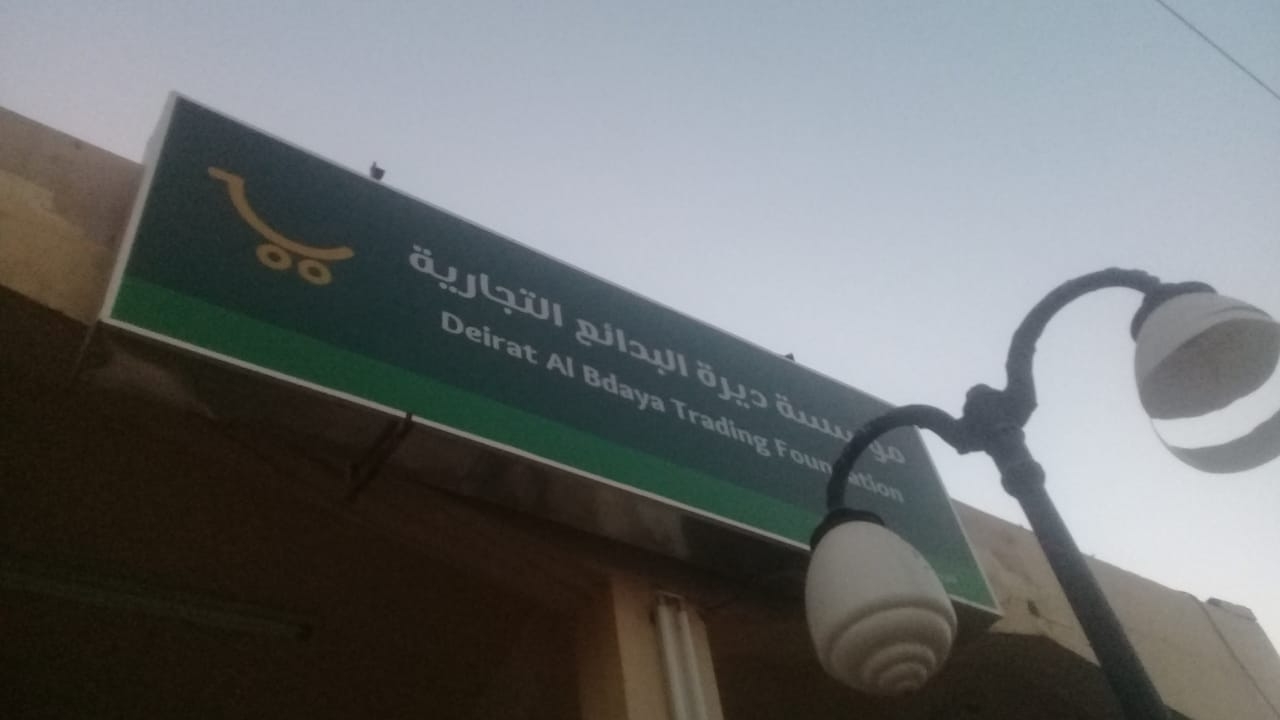 مؤسسة ديرة البدائع التجارية
Deirat Al Bdaya Trading Foundation